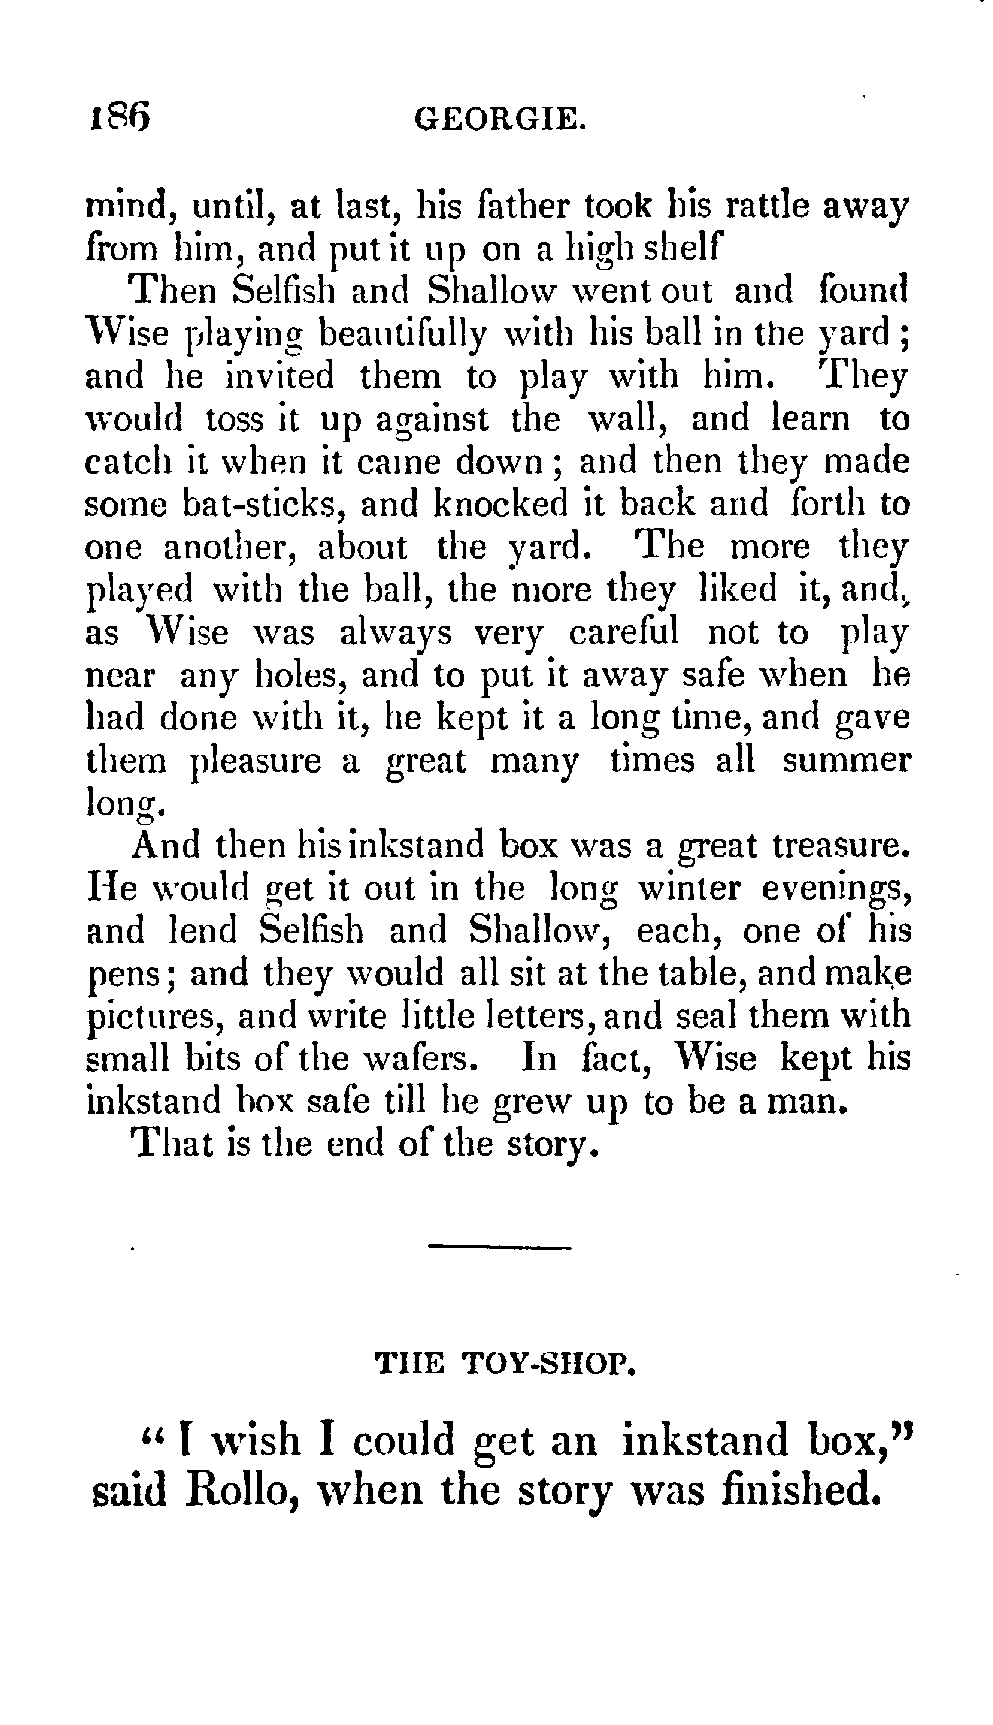 186 GEORGIE.
mind, until, at last, his father took his rattle away
from him, and put it up on a high shelf
Then Selfish and Shallow went out and found
Wise playing beautifully with his ball in the yard ;
and he invited them to play with him. They
would toss it up against the wall, and learn to
catch it when it came down ; and then they made
some bat-sticks, and knocked it back and forth to
one another, about the yard. The more they
played with the ball, the more they liked it, and,
as Wise was always very careful not to play
near any holes, and to put it away safe when he
had done with it, he kept it a long time, and gave
them pleasure a great many times all summer
long.
And then his inkstand box was a great treasure.
He would get it out in the long winter evenings,
and lend Selfish and Shallow, each, one of his
pens ; and they would all sit at the table, and make
pictures, and write little letters, and seal them with
small bits of the wafers. In fact, Wise kept his
inkstand box safe till he grew up to be a man.
That is the end of the story.
THE TOY-SHOP.
“ I wish I could get an inkstand box,”
said Rollo, when the story was finished.